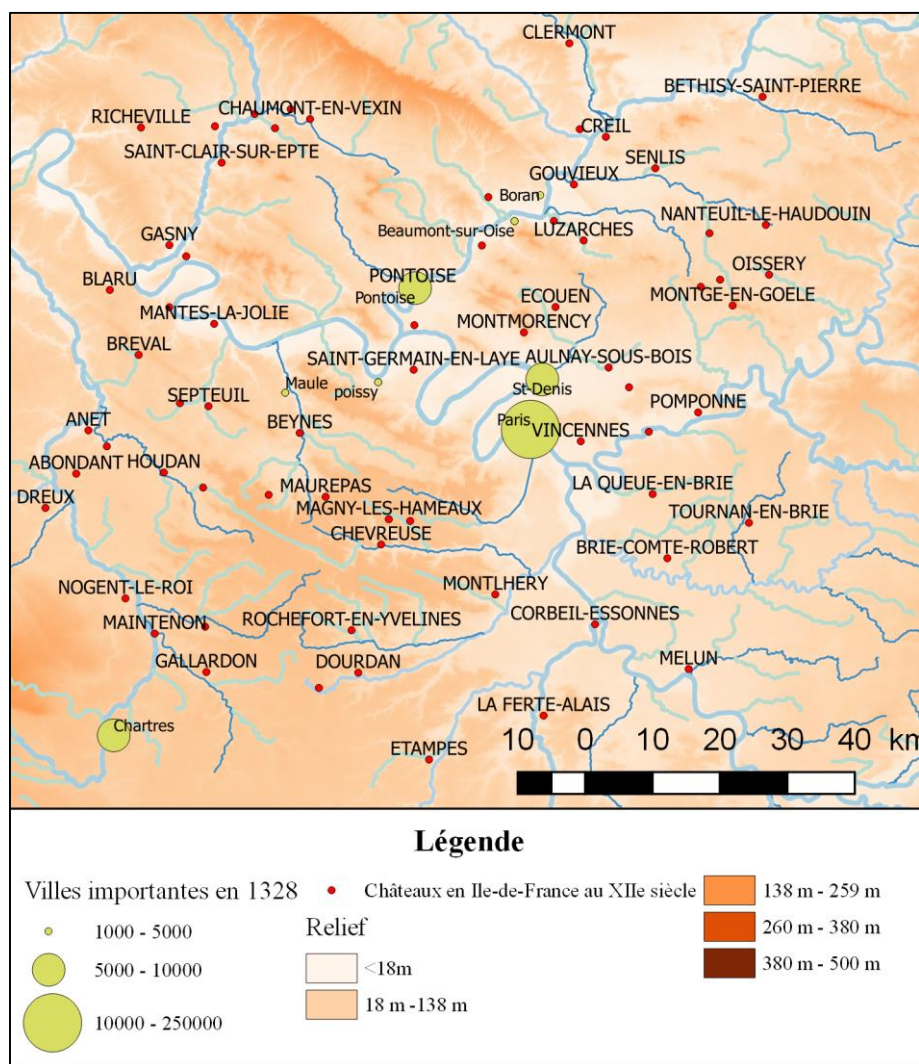 CLERMONT
BETHISY-SAINT-PIERRE
CHAUMONT-EN-VEXIN
RICHEVILLE
CREIL
SAINT-CLAIR-SUR-EPTE
SENLIS
GOUVIEUX
Boran
NANTEUIL-LE-HAUDOUIN
Beaumont-sur-Oise
LUZARCHES
GASNY
OISSERY
BLARU
PONTOISE
Pontoise
ECOUEN
MONTGE-EN-GOELE
MANTES-LA-JOLIE
MONTMORENCY
BREVAL
SAINT-GERMAIN-EN-LAYE
AULNAY-SOUS-BOIS
Maule
poissy
St-Denis
SEPTEUIL
POMPONNE
ANET
BEYNES
Paris
VINCENNES
ABONDANT
HOUDAN
MAUREPAS
LA QUEUE-EN-BRIE
DREUX
MAGNY-LES-HAMEAUX
TOURNAN-EN-BRIE
CHEVREUSE
BRIE-COMTE-ROBERT
NOGENT-LE-ROI
MONTLHERY
MAINTENON
ROCHEFORT-EN-YVELINES
CORBEIL-ESSONNES
GALLARDON
DOURDAN
MELUN
LA FERTE-ALAIS
Chartres
ETAMPES
10 0 10 20 30 40 km
Légende
Villes importantes en 1328
1000 - 5000
5000 - 10000
10000 - 250000
Châteaux en Ile-de-France au XIIe siècle
Relief
<18m
18 m -138 m
138 m - 259 m
260 m - 380 m
380 m - 500 m